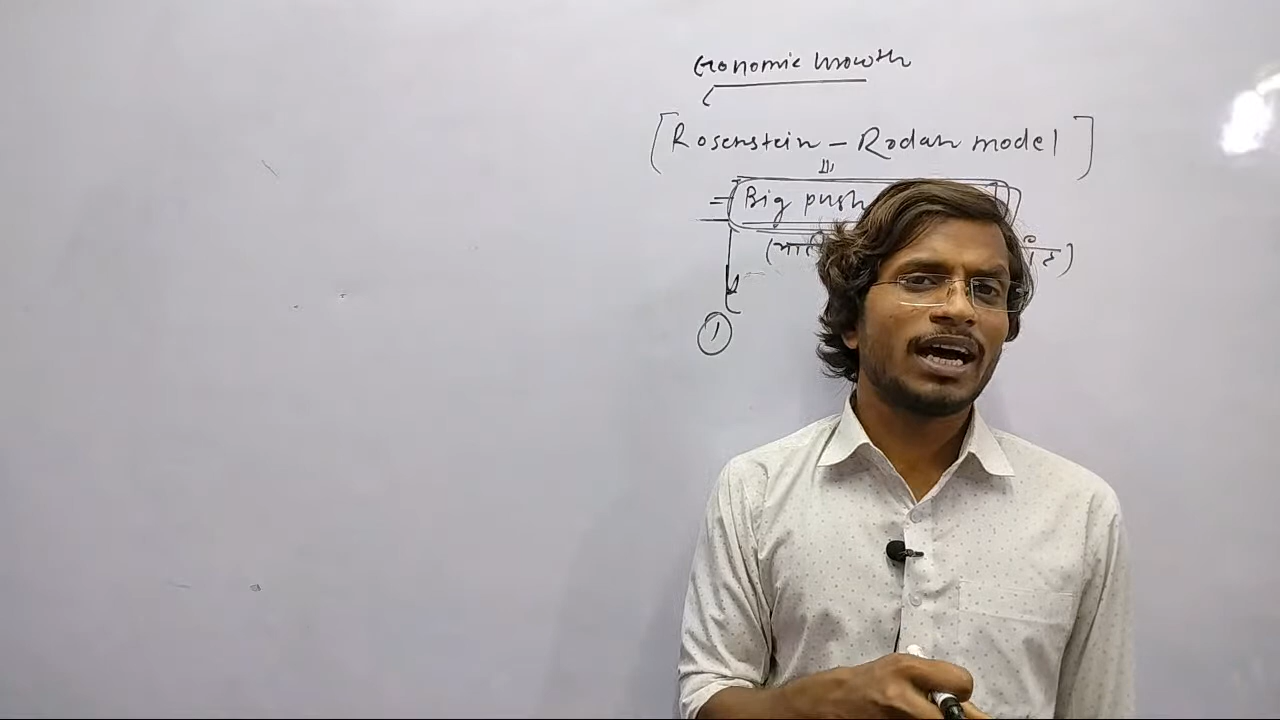 Economic Growth
[Rosenstein - Rodan model]
Big push
1